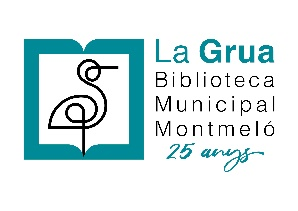 La Grua
Biblioteca
Municipal
Montmeló
25 anys